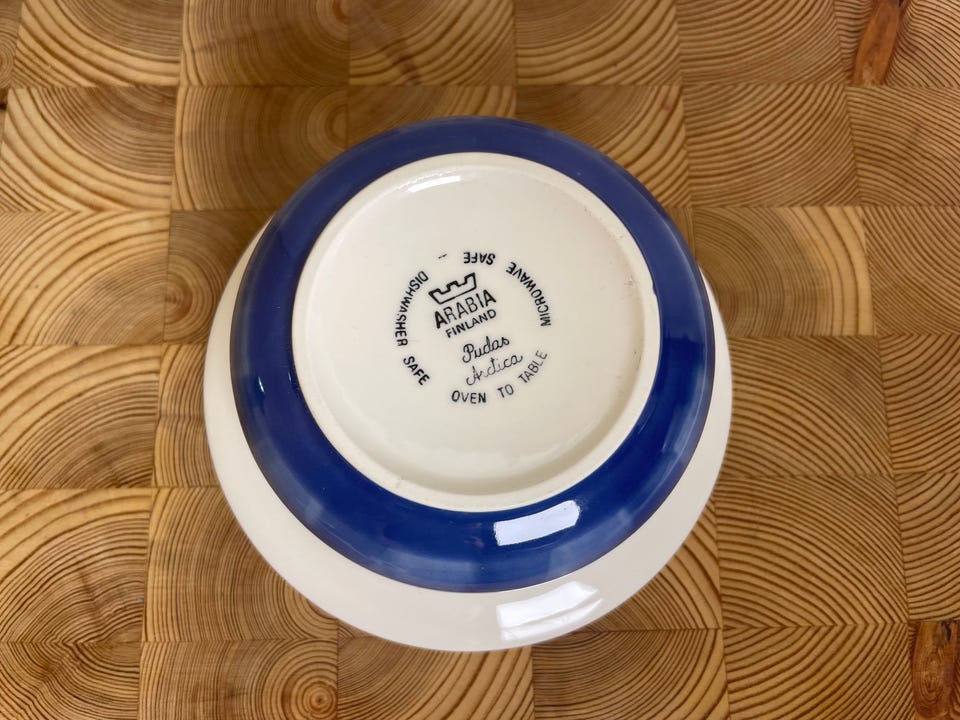 ARABIA
FINLAND
Pudas
Arctica
DISHWASHER SAFE
OVEN TO TABLE
MICROWAVE SAFE